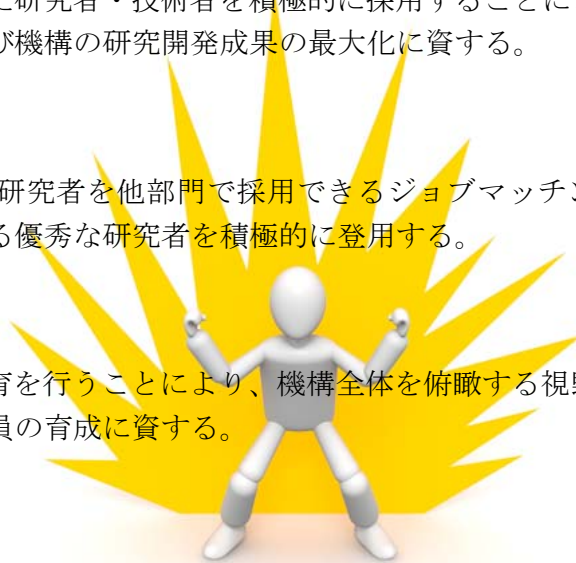 た研究者・技術者を積極的に採用することに
び機構の研究開発成果の最大化に資する。
研究者を他部門で採用できるジョブマッチン
る優秀な研究者を積極的に登用する。
育を行うことにより、機構全体を俯瞰する視野
員の育成に資する。